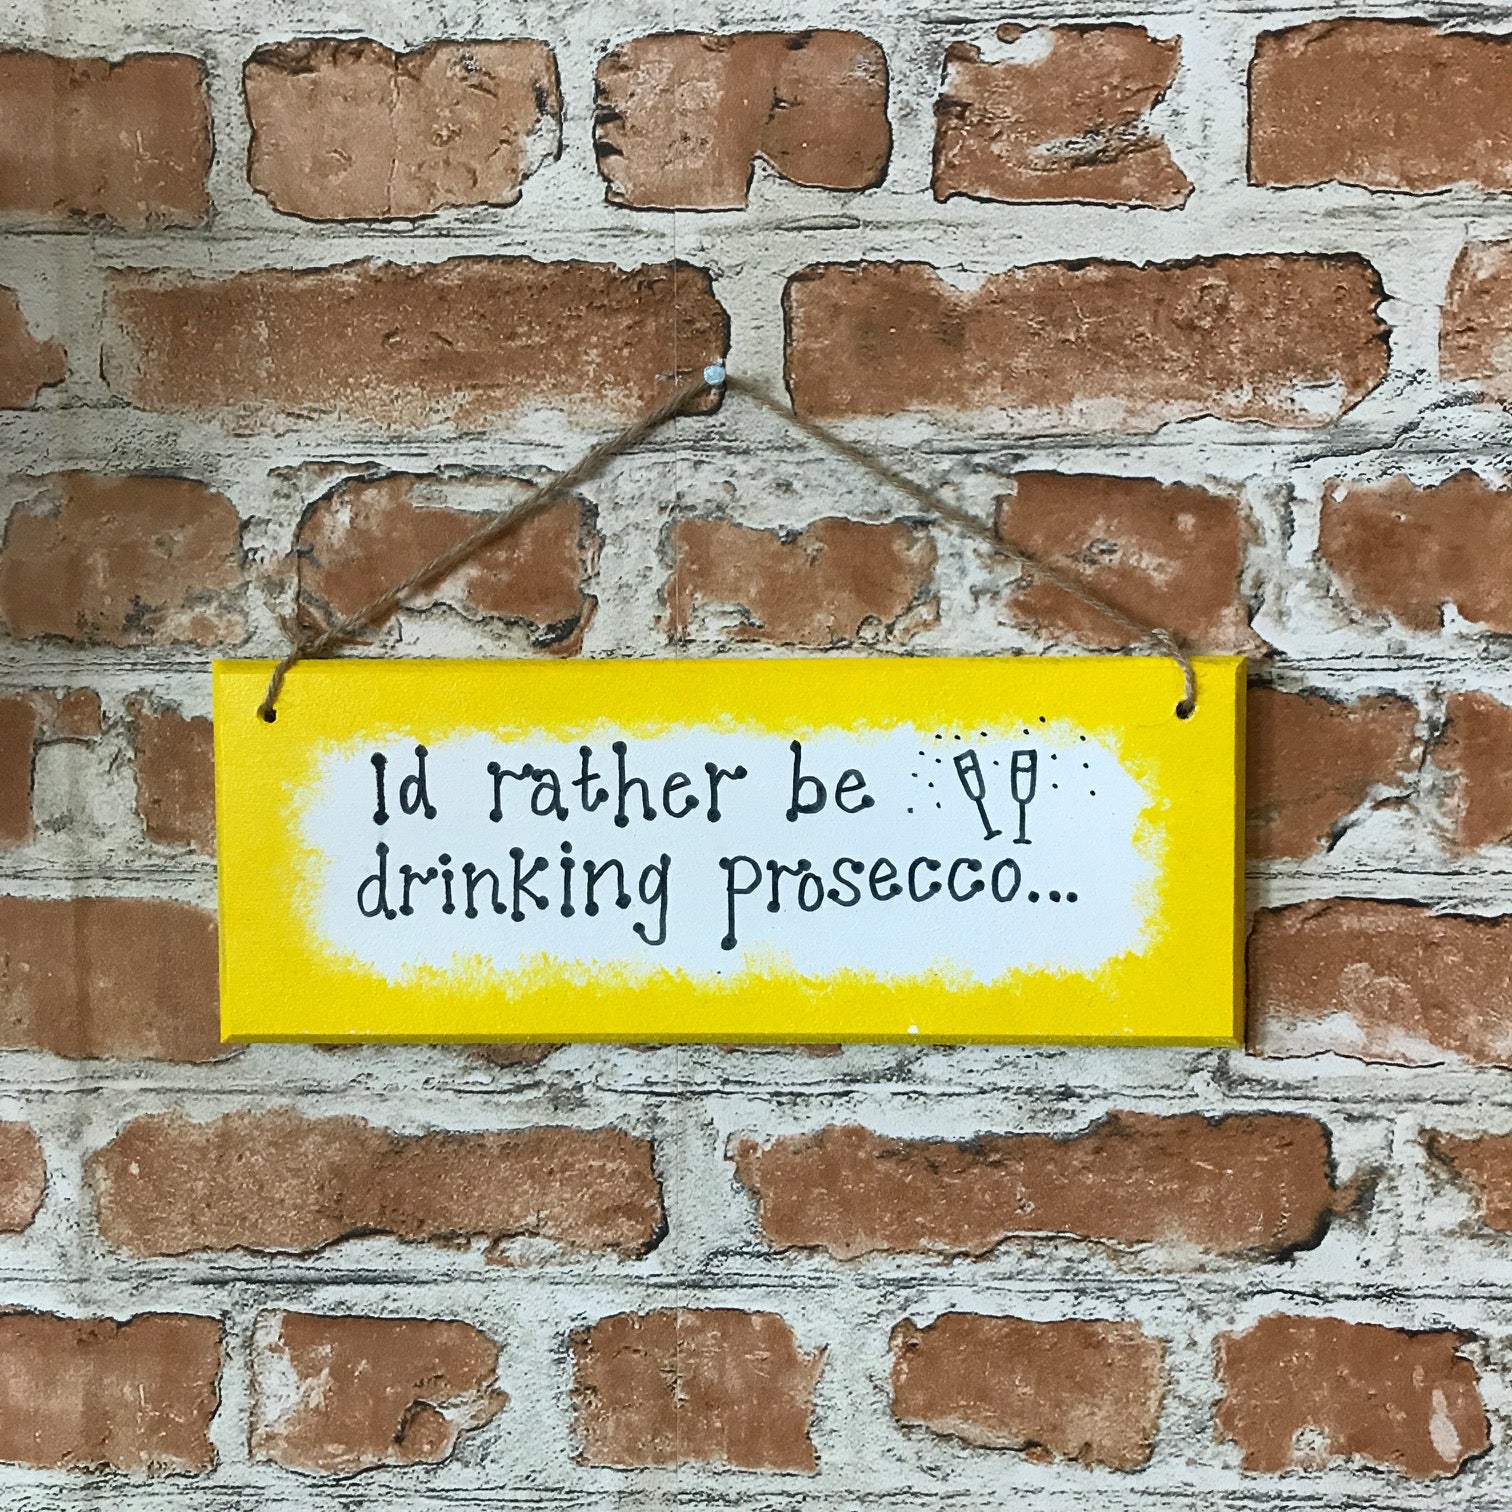 Id rather be
drinking prosecco...